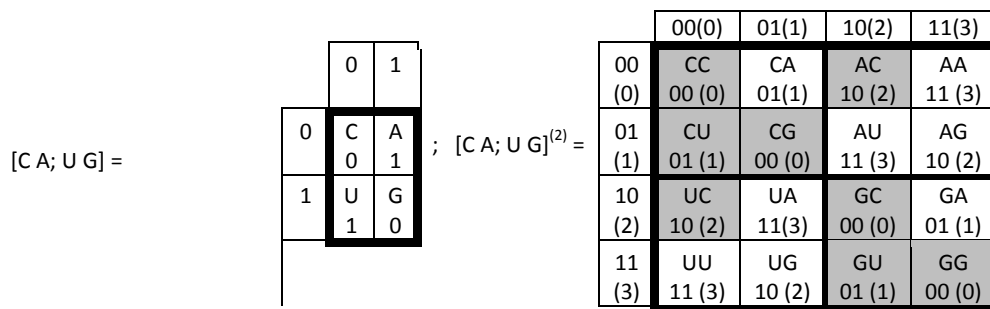 [C A; U G] =
0 1
0 C A
0 1
1 U G
1 0
; [C A; U G]^(2) =
00(0) 01(1) 10(2) 11(3)
00 CC CA AC AA
(0) 00 (0) 01(1) 10 (2) 11 (3)
01 CU CG AU AG
(1) 01 (1) 00 (0) 11 (3) 10 (2)
10 UC UA GC GA
(2) 10 (2) 11(3) 00 (0) 01 (1)
11 UU UG GU GG
(3) 11 (3) 10 (2) 01 (1) 00 (0)